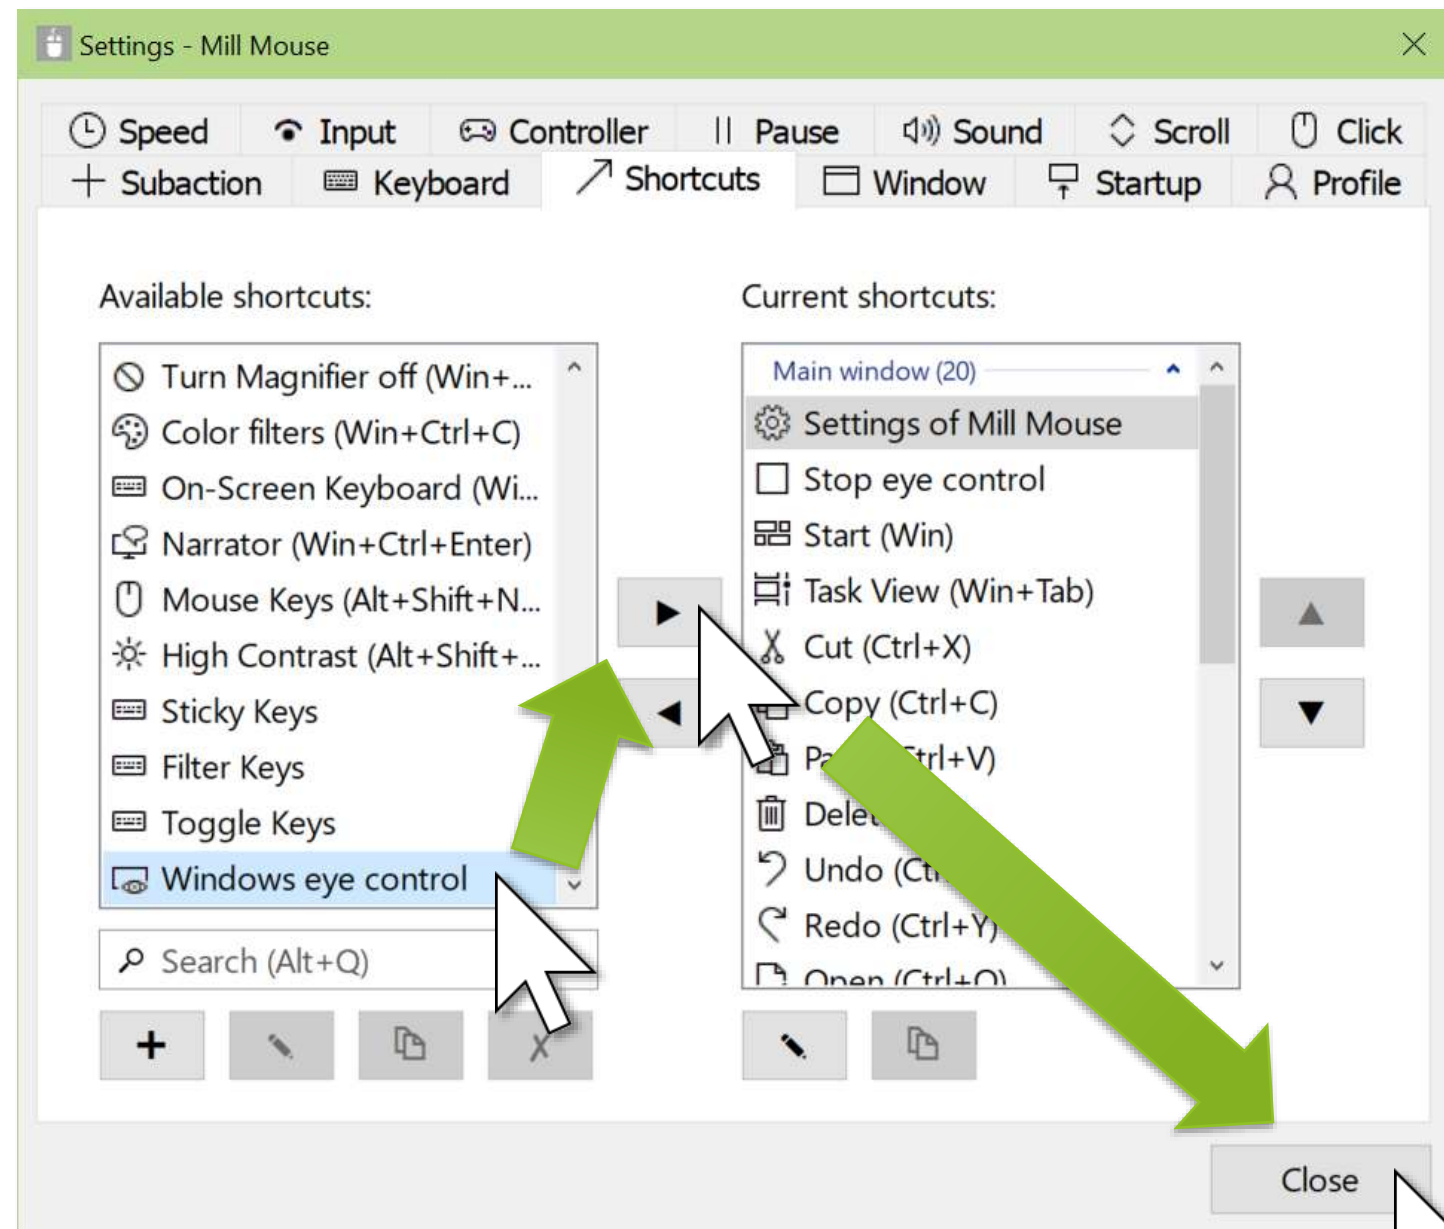 Settings - Mill Mouse
Speed Input Controller Pause Sound Scroll Click
Subaction Keyboard Shortcuts Window Startup Profile
Available shortcuts:
Turn Magnifier off (Win+...
Color filters (Win+Ctrl+C)
On-Screen Keyboard (Wi...
Narrator (Win+Ctrl+Enter)
Mouse Keys (Alt+Shift+N...
High Contrast (Alt+Shift+...
Sticky Keys
Filter Keys
Toggle Keys
Windows eye control
Search (Alt+Q)
Current shortcuts:
Main window (20)
Settings of Mill Mouse
Stop eye control
Start (Win)
Task View (Win+Tab)
Cut (Ctrl+X)
Copy (Ctrl+C)
Undo
Redo (Ctrl+Y)
Open (Ctrl+O)
Close